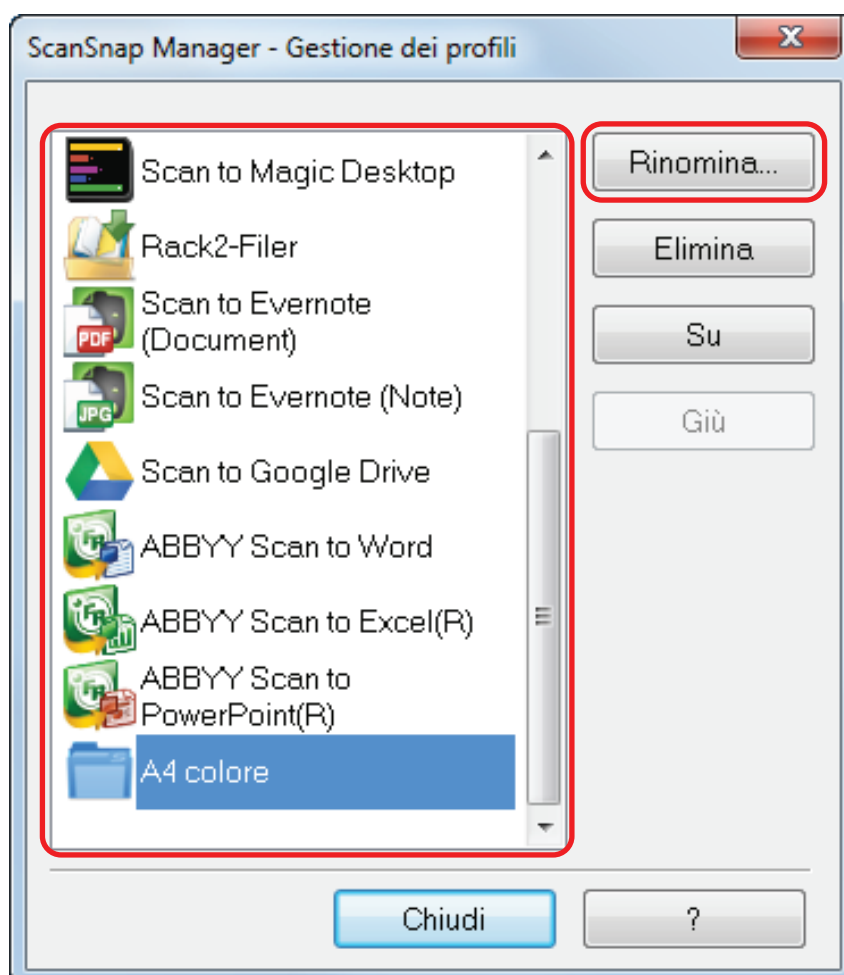 ScanSnap Manager - Gestione dei profili
Scan to Magic Desktop
Rack2-Filer
Scan to Evernote
(Document)
PDF
Scan to Evernote (Note)
JPG
Scan to Google Drive
ABBYY Scan to Word
ABBYY Scan to Excel(R)
ABBYY Scan to
PowerPoint(R)
A4 colore
Rinomina...
Elimina
Su
Giù
Chiudi
?